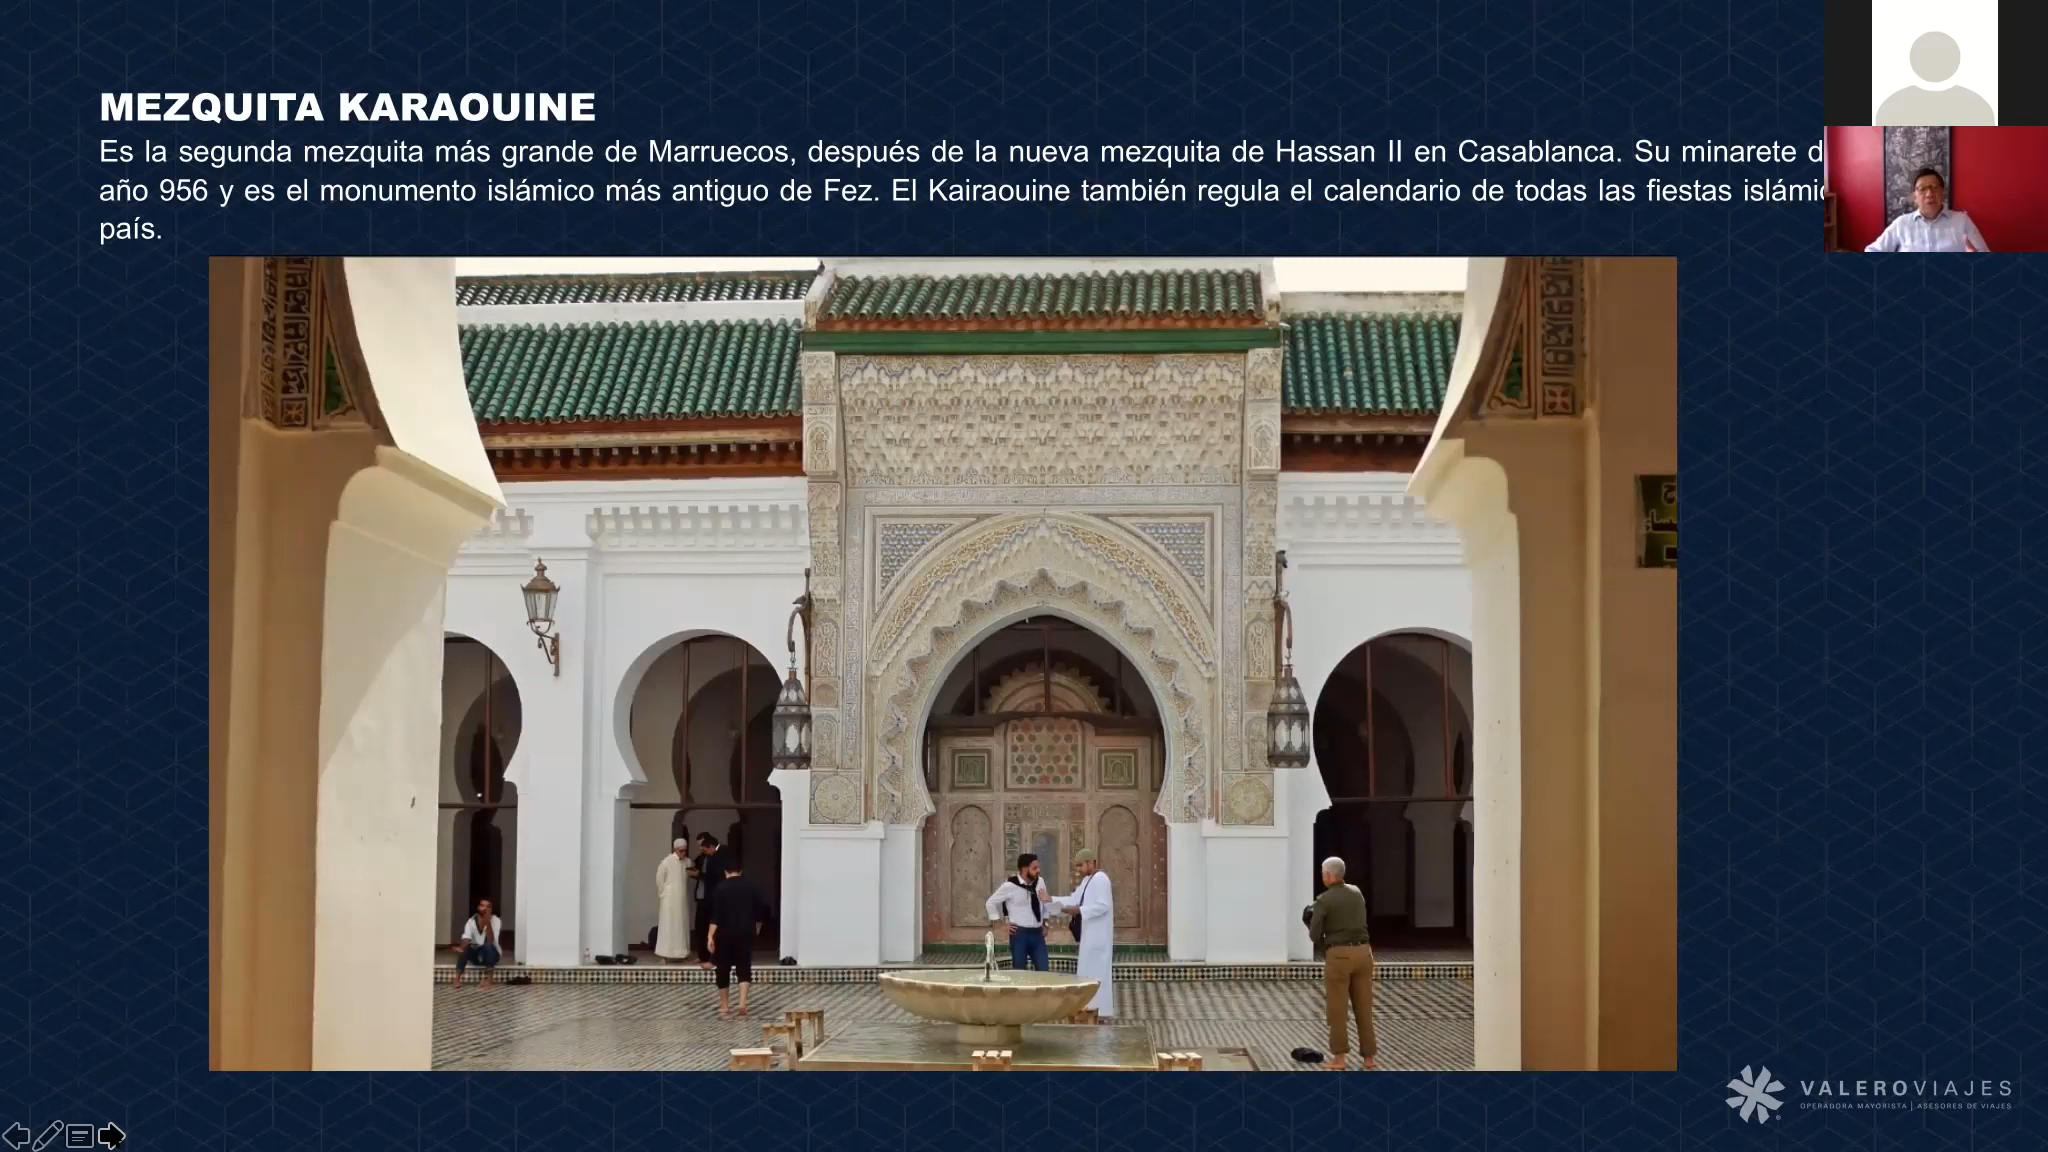 MEZQUITA KARAOUINE
Es la segunda mezquita más grande de Marruecos, después de la nueva mezquita de Hassan II en Casablanca. Su minarete
año 956 y es el monumento islámico más antiguo de Fez. El Kairaouine también regula el calendario de todas las fiestas
país.
VALEROVIAJES
OPERADORA MAYORISTA | ASESORES DE VIAJES